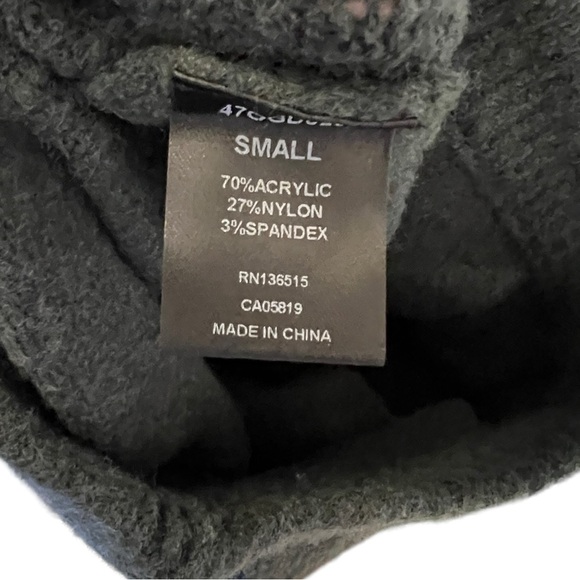 SMALL
70%ACRYLIC
27%NYLON
3%SPANDEX
RN136515
CA05819
MADE IN CHINA